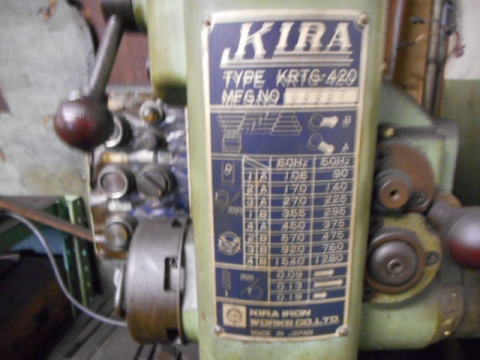 KIRA
TYPE KRTG-420
MFG.NO
B
A
60Hz 50Hz
1 A 106 90
2 A 170 140
3 A 270 225
1 B 355 295
4 A 450 375
2 B 570 475
3 B 920 760
4 B 1540 1280
0.09
0.13
0.19
KIRA IRON
WORKS CO.,LTD.
MADE IN JAPAN